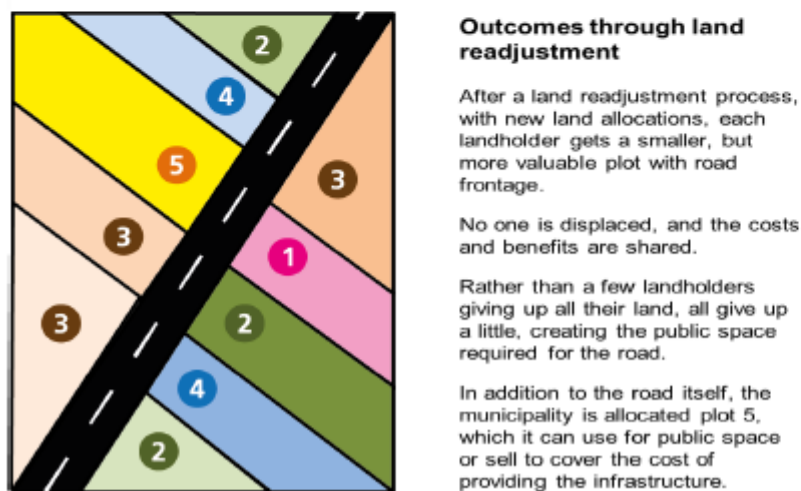 2
4
5
3
3
3
1
2
4
2
Outcomes through land
readjustment
After a land readjustment process,
with new land allocations, each
landholder gets a smaller, but
more valuable plot with road
frontage.
No one is displaced, and the costs
and benefits are shared.
Rather than a few landholders
giving up all their land, all give up
a little, creating the public space
required for the road.
In addition to the road itself, the
municipality is allocated plot 5,
which it can use for public space
or sell to cover the cost of
providing the infrastructure.